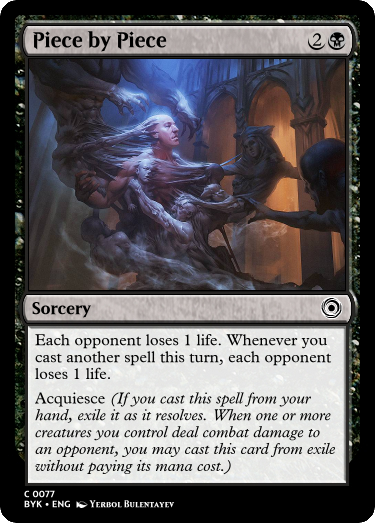 Piece by Piece 2
Sorcery
Each opponent loses 1 life. Whenever you
cast another spell this turn, each opponent
loses 1 life.
Acquiesce (If you cast this spell from your
hand, exile it as it resolves. When one or more
creatures you control deal combat damage to
an opponent, you may cast this card from exile
without paying its mana cost.)
C 0077
BYK • ENG Yerbol Bulentayev